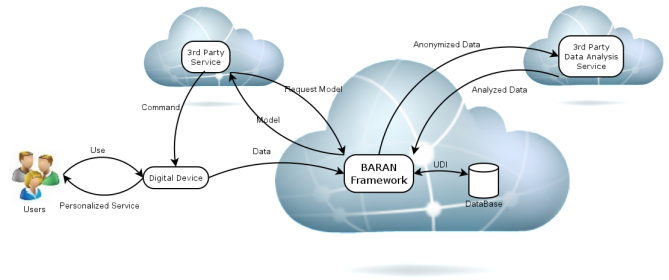 3rd Party
Service
Anonymized Data
3rd Party
Data Analysis
Service
Request Model
Analyzed Data
Command
Model
Use
Data
BARAN
Framework
UDI
Digital Device
Users
Personalized Service
DataBase